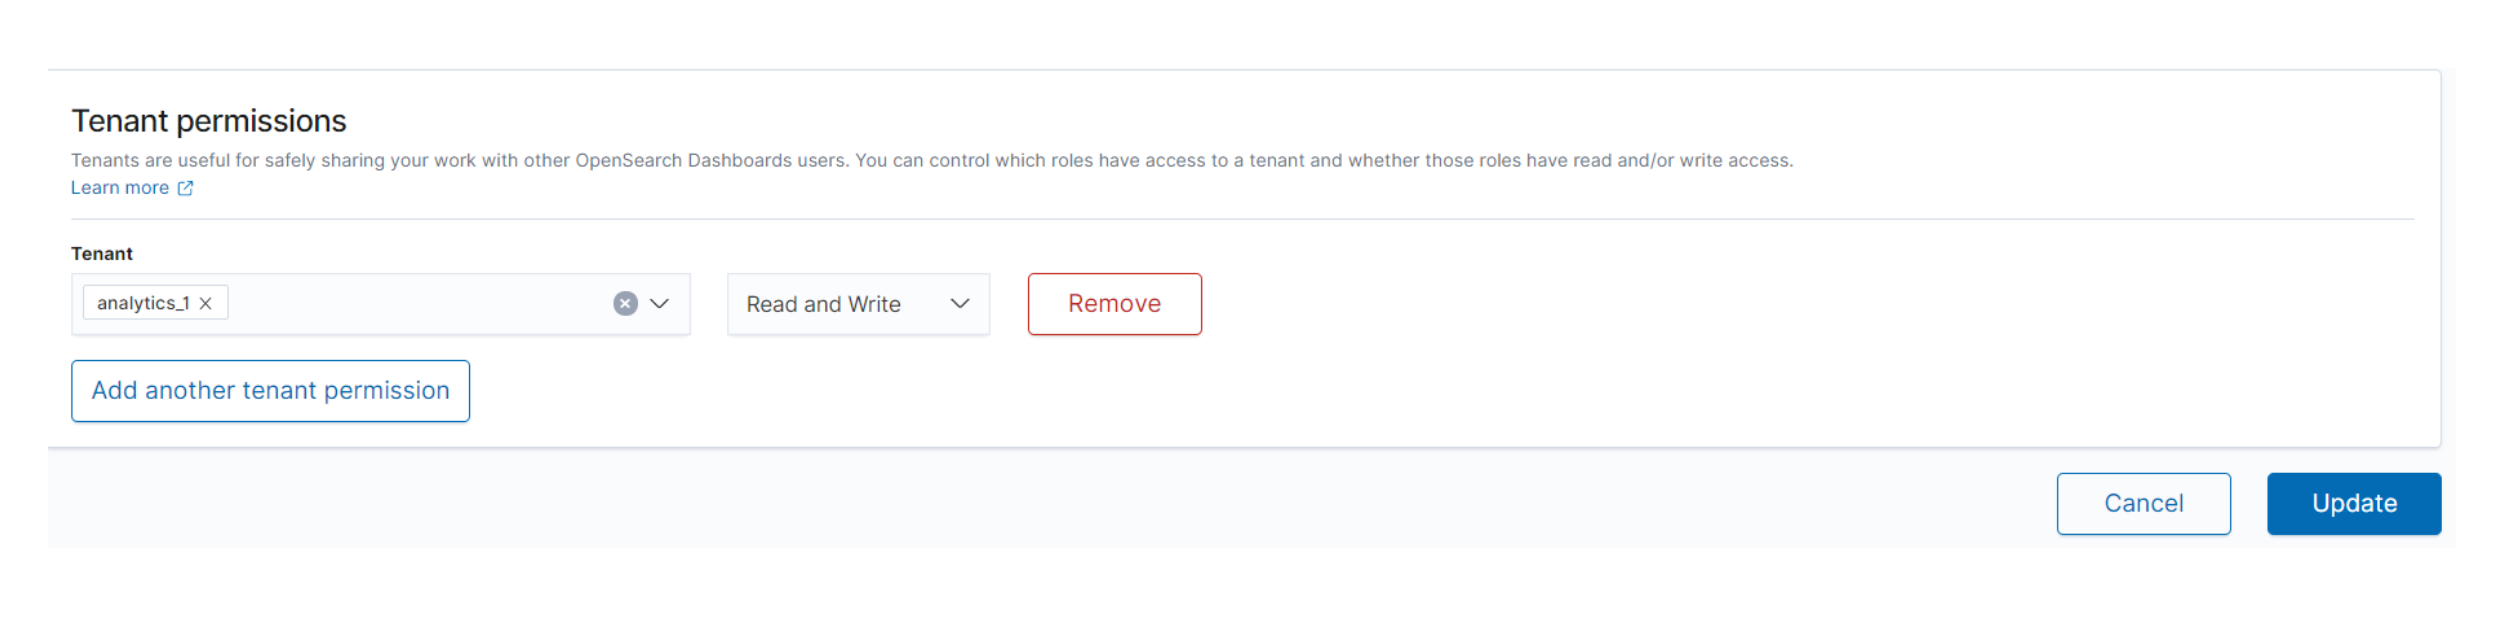 Tenant permissions
Tenants are useful for safely sharing your work with other OpenSearch Dashboards users. You can control which roles have access to a tenant and whether those roles have read and/or write access.
Learn more
Tenant
analytics_1
Read and Write
Remove
Add another tenant permission
Cancel
Update